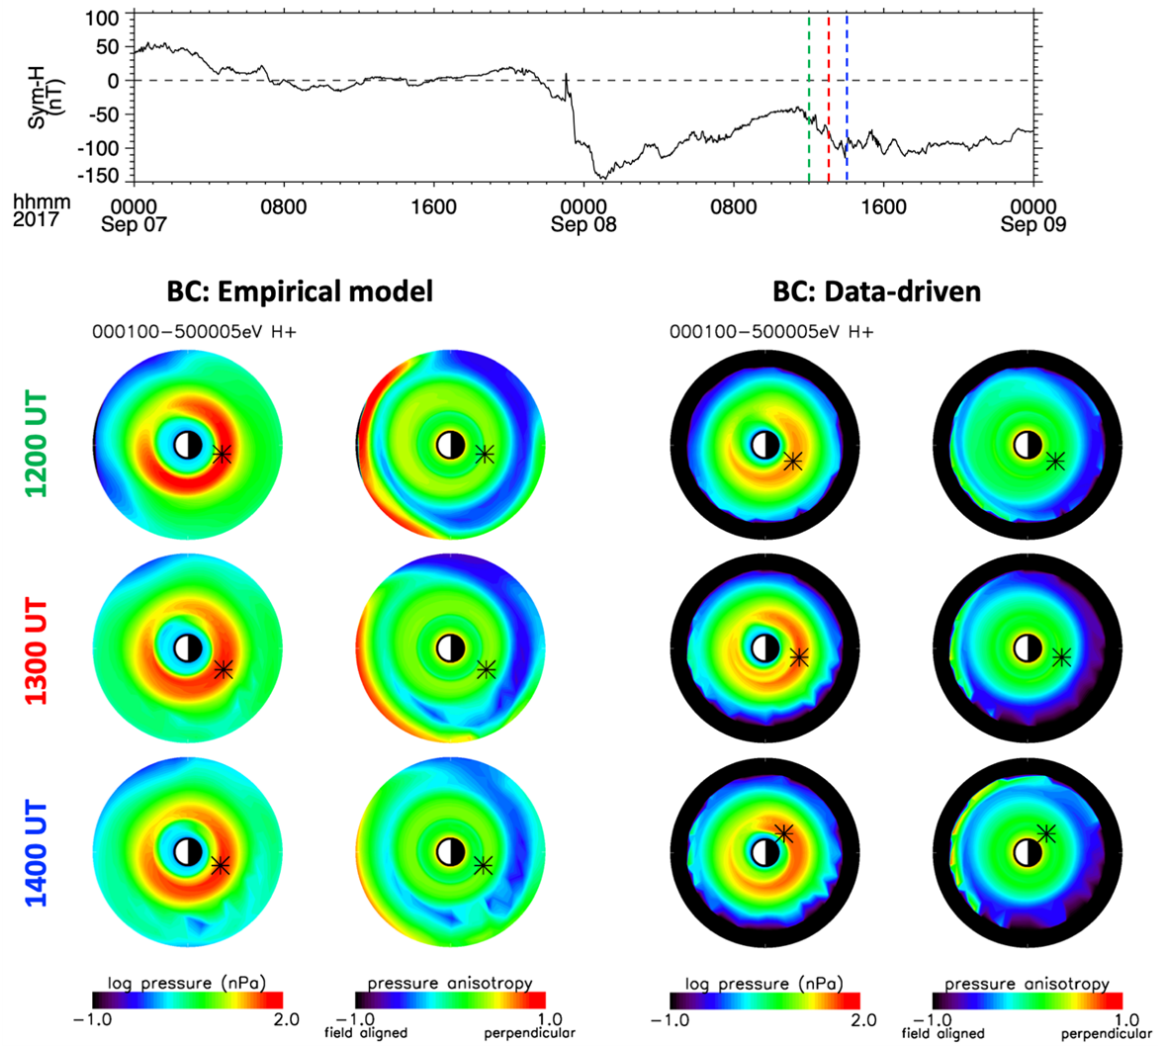 100
50
0
-50
-100
-150
Sym-H
(nT)
hhmm
2017
0000 0800 1600 0000 0800 1600 0000
Sep 07 Sep 08 Sep 09
BC: Empirical model BC: Data-driven
000100-500005eV H+ 000100-500005eV H+
1200 UT
1300 UT
1400 UT
log pressure (nPa) pressure anisotropy log pressure (nPa) pressure anisotropy
-1.0 2.0 -1.0 1.0 -1.0 2.0 -1.0 1.0
field aligned perpendicular field aligned perpendicular